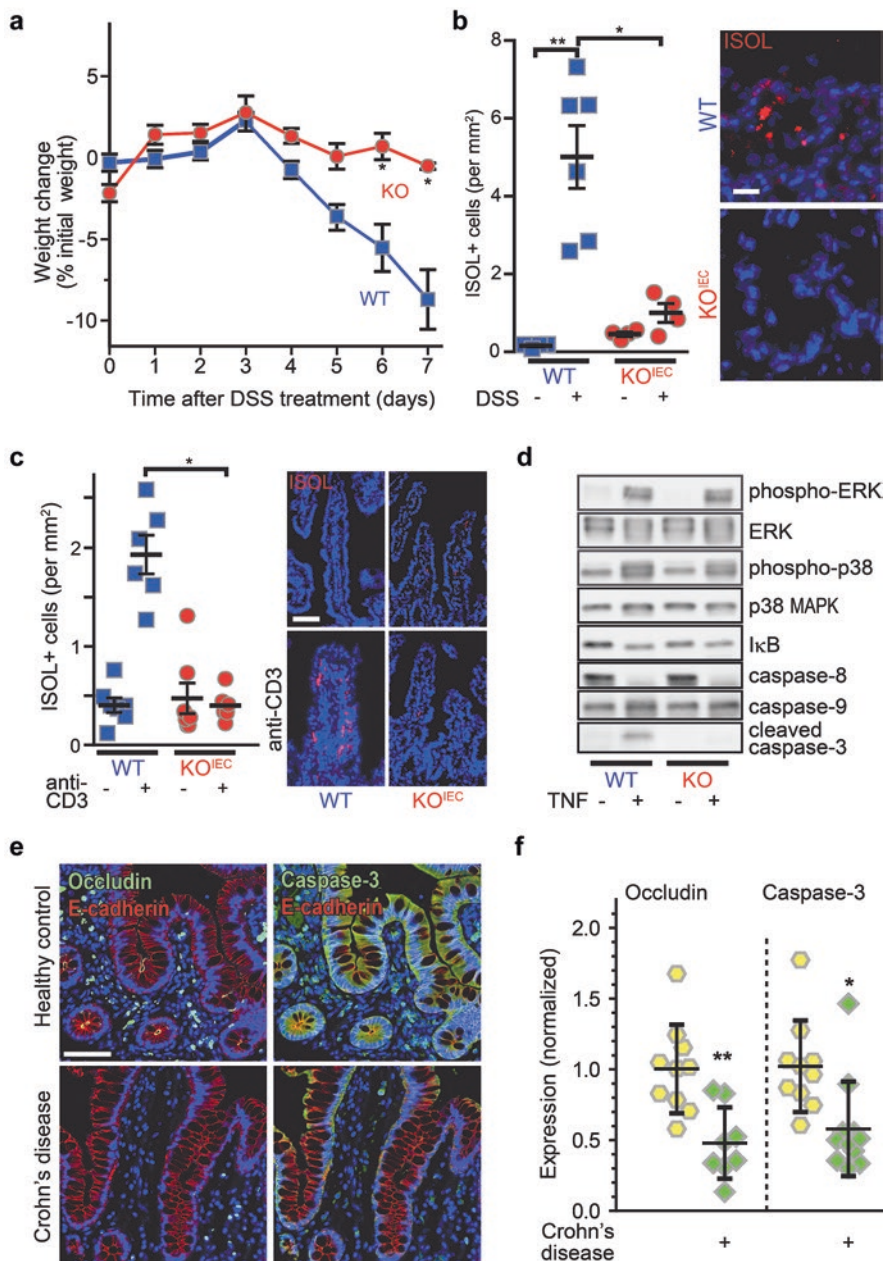 a
Weight change
(% initial weight)
5
0
-5
-10
KO
*
*
WT
0 1 2 3 4 5 6 7
Time after DSS treatment (days)
b
ISOL+ cells (per mm²)
8
6
4
2
0
**
*
WT KOIEC
DSS - + - +
ISOL
WT
KOIEC
c
ISOL+ cells (per mm²)
2
1
0
*
WT KOIEC
anti-
CD3 - + - +
ISOL
anti-CD3
WT KOIEC
d
phospho-ERK
ERK
phospho-p38
p38 MAPK
IκB
caspase-8
caspase-9
cleaved
caspase-3
WT KO
TNF - + - +
e
Healthy control
Occludin
E-cadherin
Caspase-3
E-cadherin
Crohn's disease
f
Occludin Caspase-3
Expression (normalized)
2.0
1.5
1.0
0.5
0.0
**
*
Crohn's
disease + +